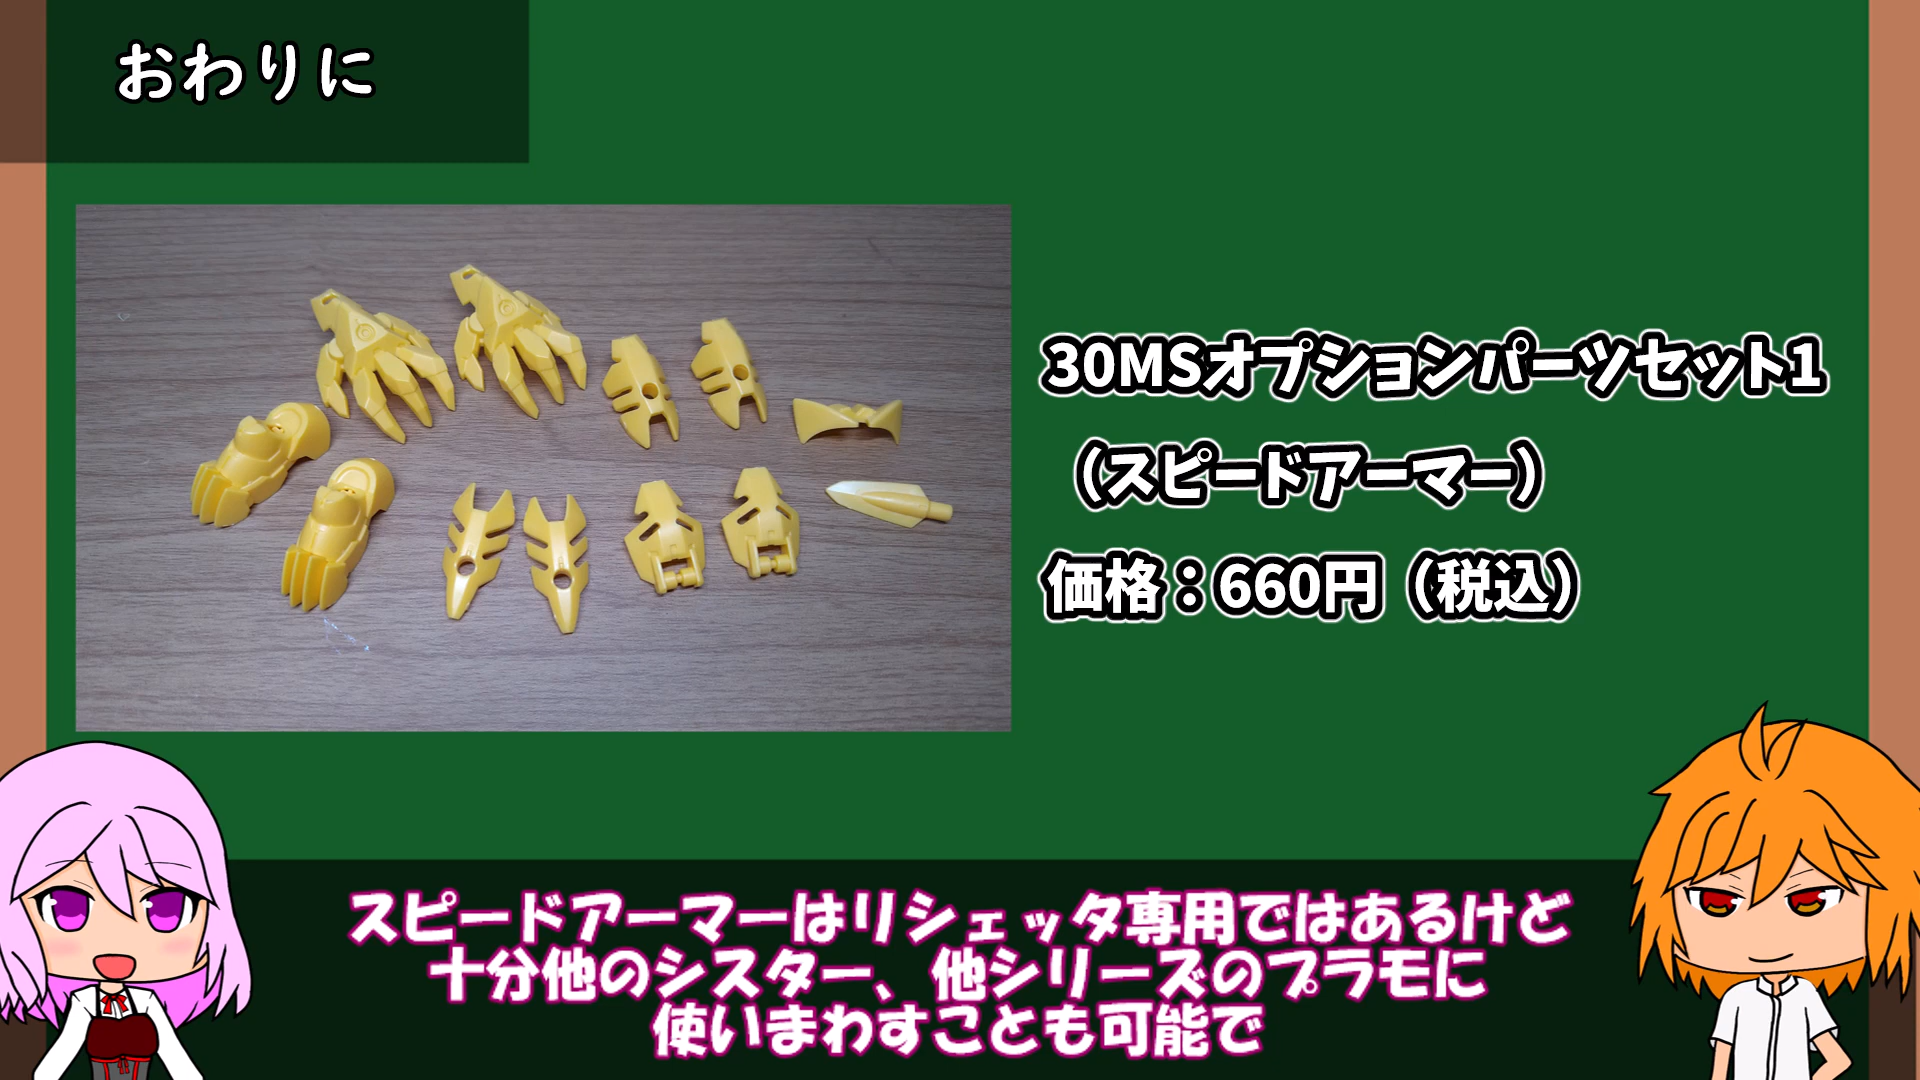 おわりに
30MSオプションパーツセット1
（スピードアーマー）
価格：660円（税込）
スピードアーマーはリシェッタ専用ではあるけど
十分他のシスター、他シリーズのプラモに
使いまわすことも可能で